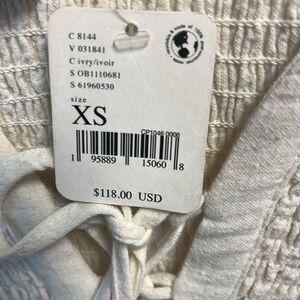 C 8144
V 031841
C ivry/ivoir
S OB1110681
S 61960530
size
XS
CP1046 0006
1 95889 15060 8
$118.00 USD